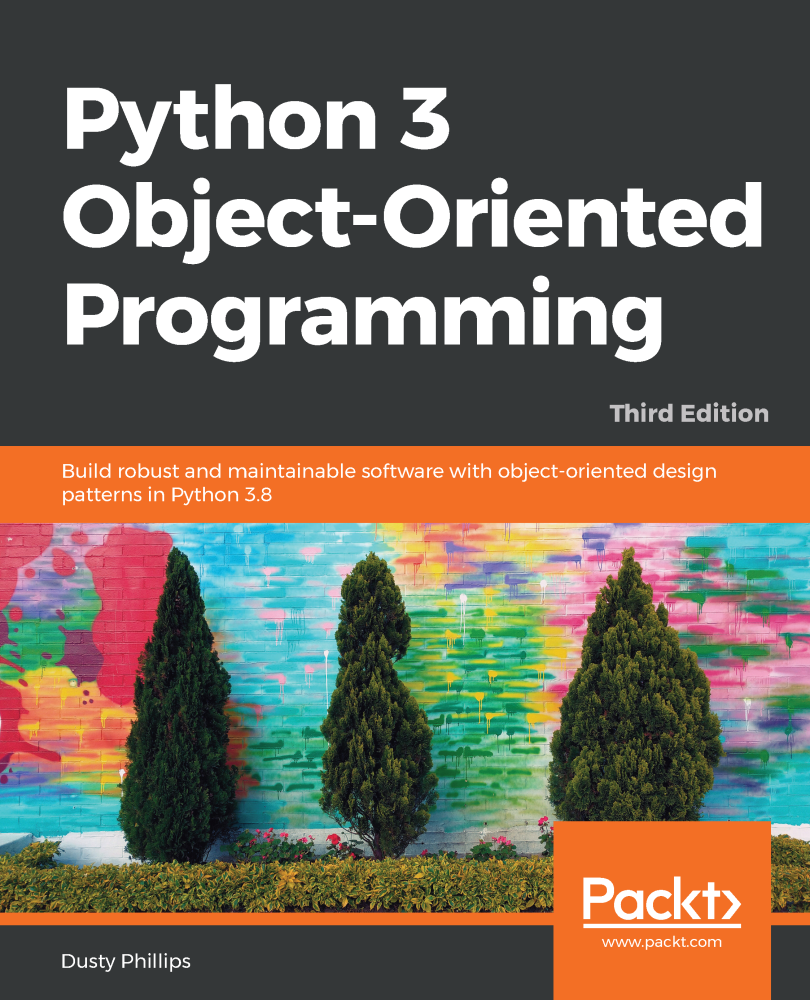 Python 3
Object-Oriented
Programming
Third Edition
Build robust and maintainable software with object-oriented design
patterns in Python 3.8
Packt>
www.packt.com
Dusty Phillips